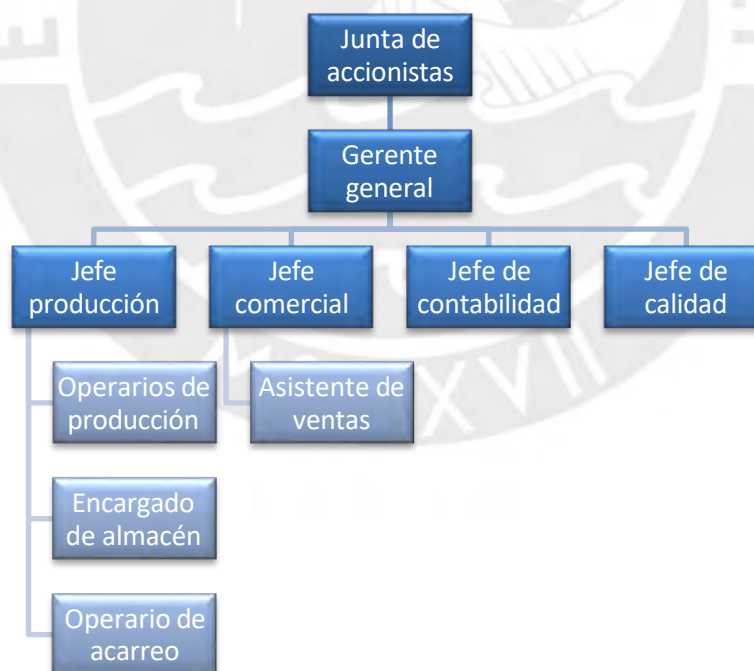 Junta de
accionistas
Gerente
general
Jefe
producción
Jefe
comercial
Jefe de
contabilidad
Jefe de
calidad
Operarios de
producción
Asistente de
ventas
Encargado
de almacén
Operario de
acarreo